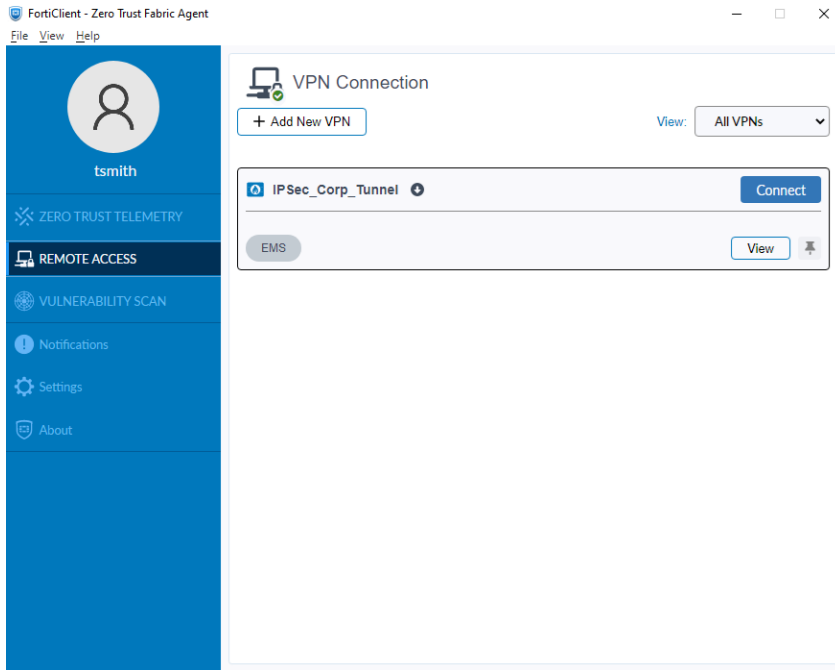 FortiClient - Zero Trust Fabric Agent
File View Help
VPN Connection
+ Add New VPN
View: All VPNs
tsmith
IPSec_Corp_Tunnel
Connect
ZERO TRUST TELEMETRY
REMOTE ACCESS
EMS
View
VULNERABILITY SCAN
Notifications
Settings
About